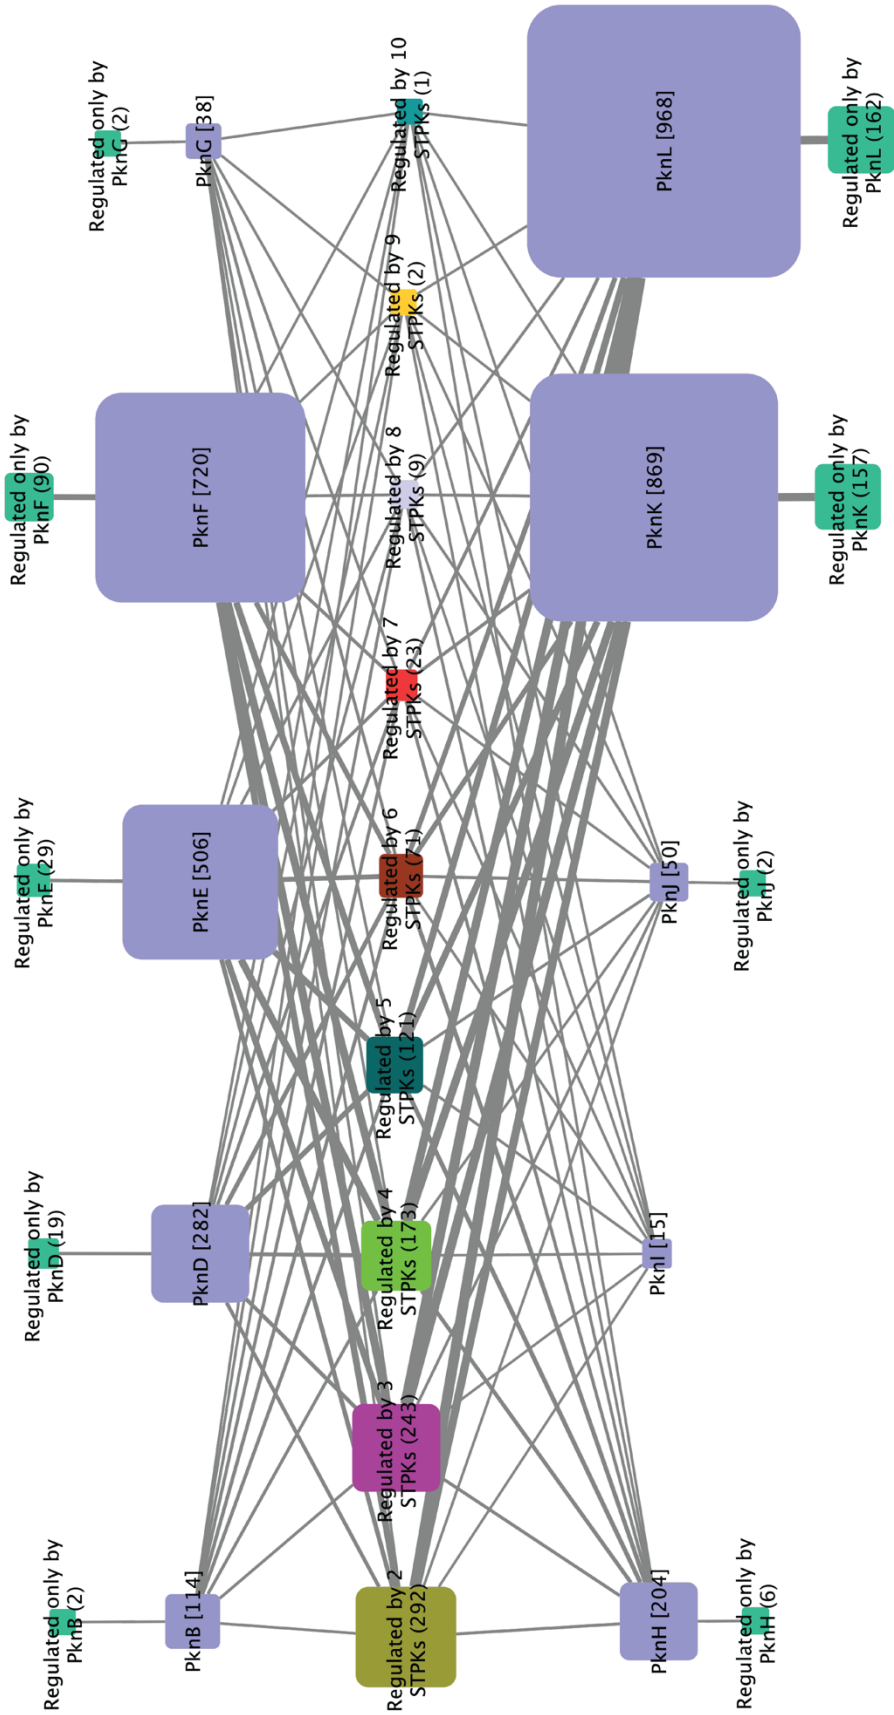 Regulated only by
PknB (2)
Regulated only by
PknD (19)
Regulated only by
PknE (29)
Regulated only by
PknF (90)
Regulated only by
PknG (2)
PknB [114]
PknD [282]
PknE [506]
PknF [720]
PknG [38]
Regulated by 2
STPKs (292)
Regulated by 3
STPKs (243)
Regulated by 4
STPKs (173)
Regulated by 5
STPKs (121)
Regulated by 6
STPKs (71)
Regulated by 7
STPKs (23)
Regulated by 8
STPKs (9)
Regulated by 9
STPKs (2)
Regulated by 10
STPKs (1)
PknH [204]
PknI [15]
PknJ [50]
PknK [869]
PknL [968]
Regulated only by
PknH (6)
Regulated only by
PknJ (2)
Regulated only by
PknK (157)
Regulated only by
PknL (162)